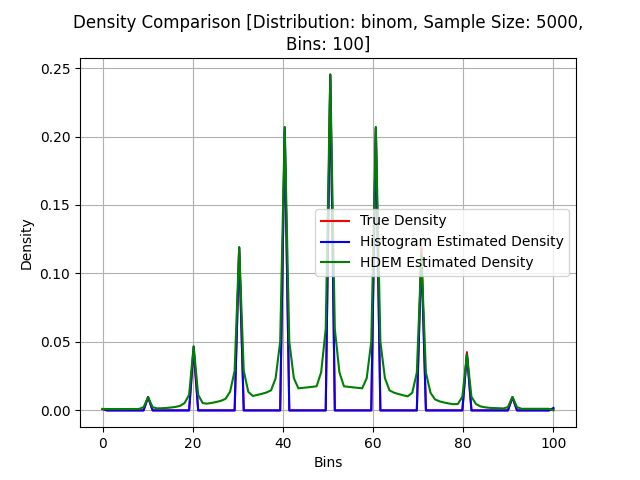 Density Comparison [Distribution: binom, Sample Size: 5000,
Bins: 100]
0.25
0.20
0.15
0.10
0.05
0.00
Density
True Density
Histogram Estimated Density
HDEM Estimated Density
0 20 40 60 80 100
Bins